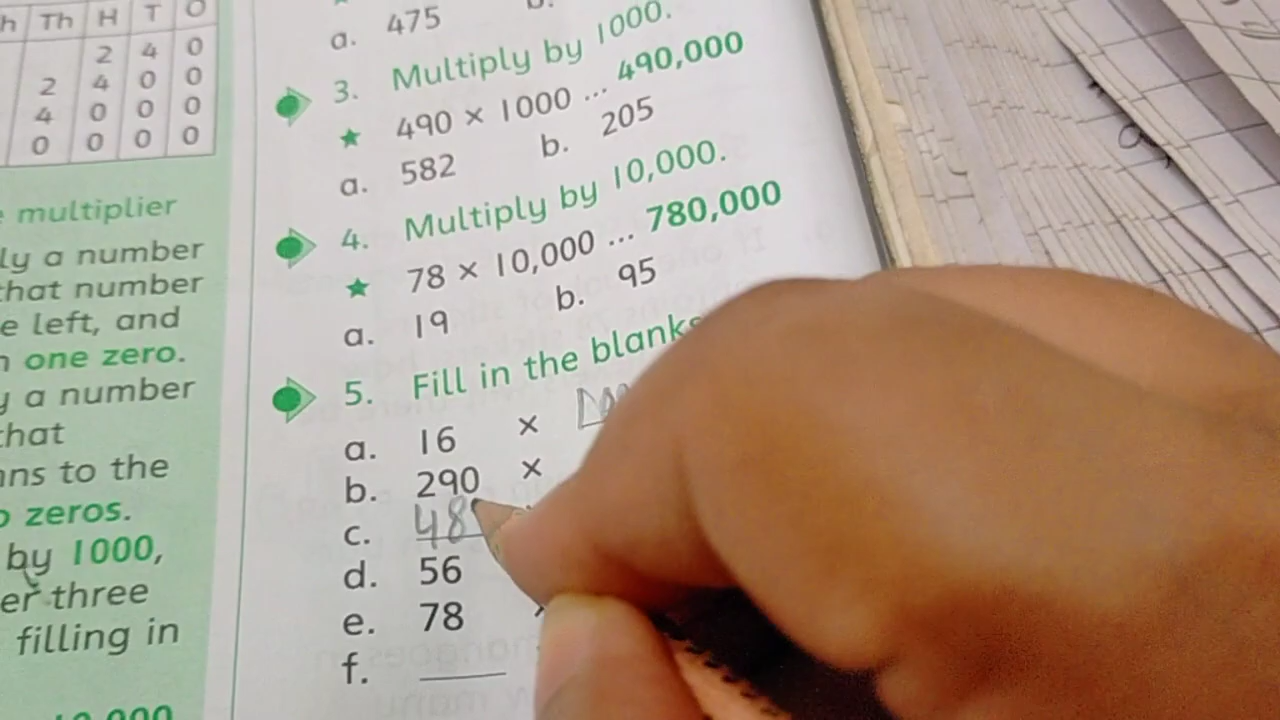 Th H T O
2 4 0
2 4 0 0
4 0 0 0
0 0 0 0
multiplier
a number
that number
left, and
one zero.
a number
that
to the
zeros.
by 1000,
three
filling in
a. 475
3. Multiply by 1000.
490 × 1000 ... 490,000
a. 582 b. 205
4. Multiply by 10,000.
78 × 10,000 ... 780,000
a. 19 b. 95
5. Fill in the blanks
a. 16 ×
b. 290 ×
c. 48
d. 56
e. 78
f.